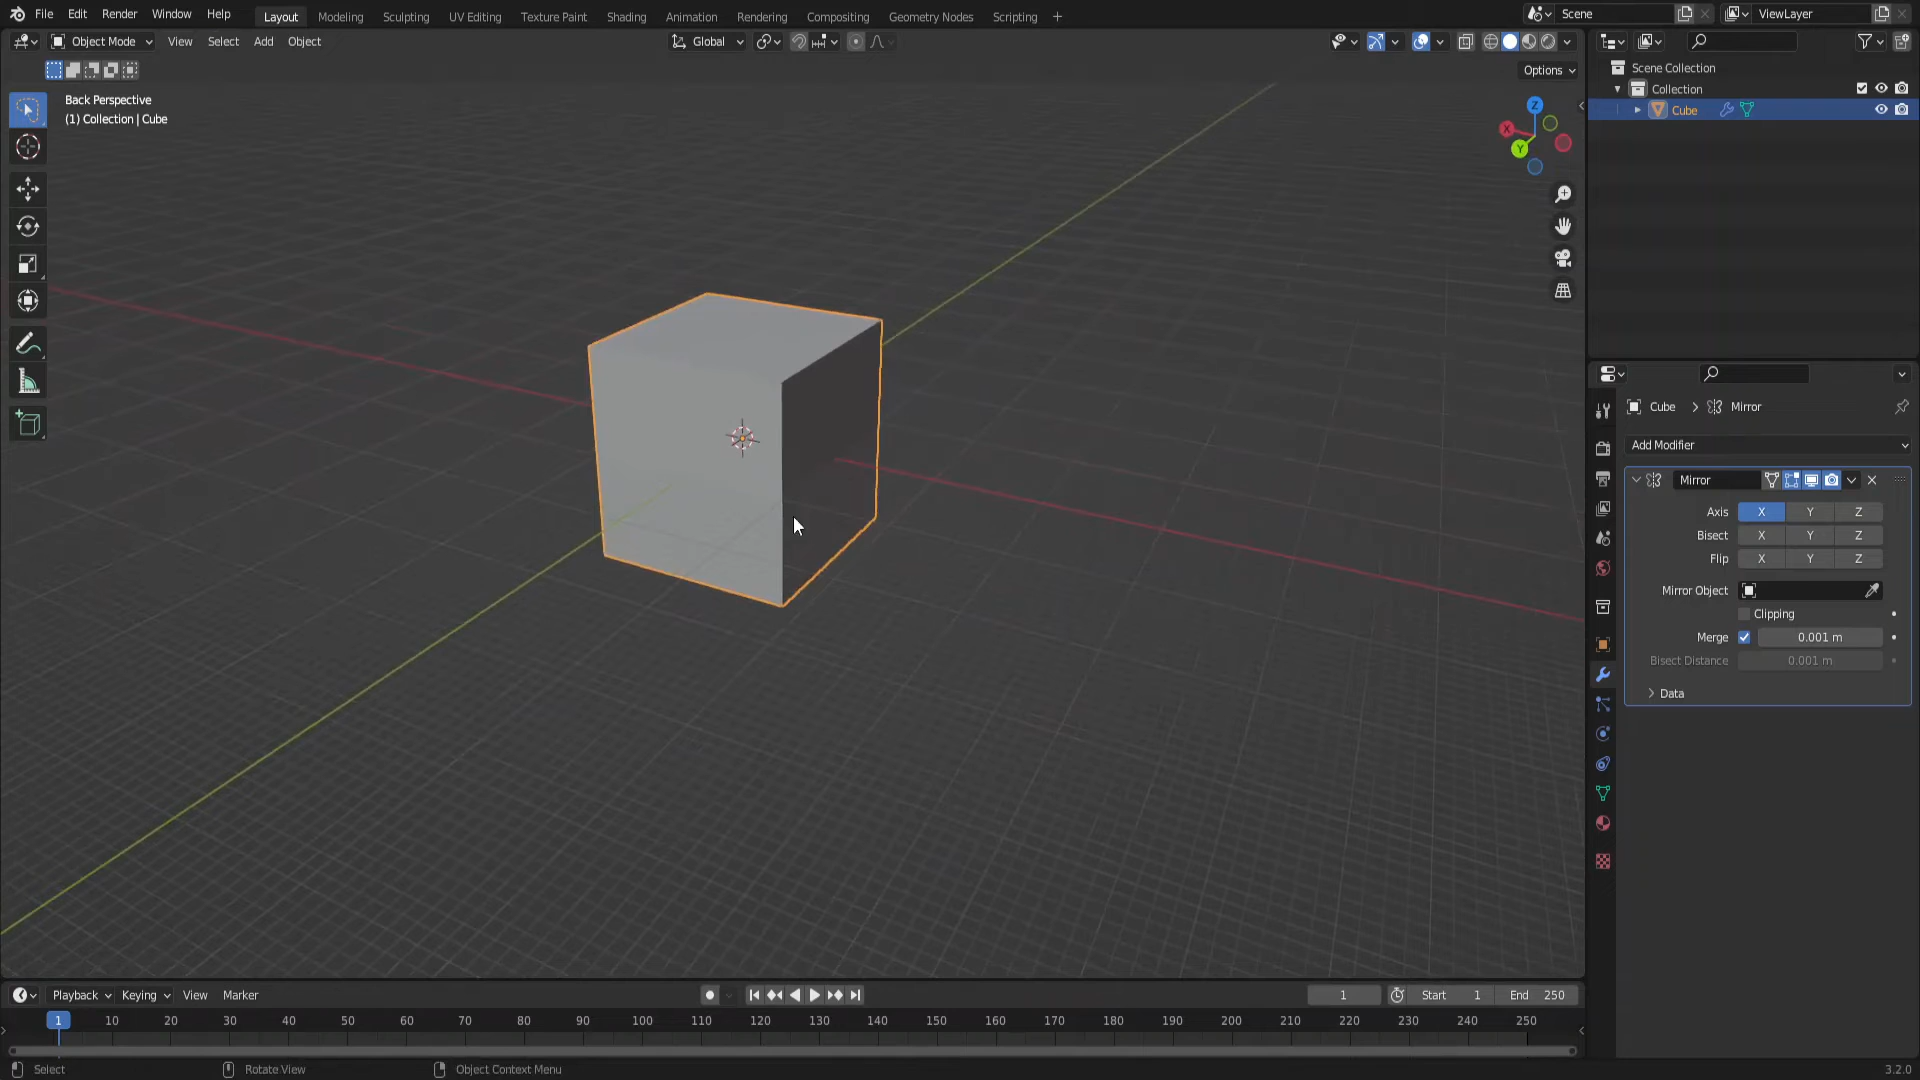 File Edit Render Window Help Layout Modeling Sculpting UV Editing Texture Paint Shading Animation Rendering Compositing Geometry Nodes Scripting + Scene ViewLayer
Object Mode View Select Add Object Global
Options
Back Perspective
(1) Collection | Cube
Z
X
Y
Scene Collection
Collection
Cube
Cube > Mirror
Add Modifier
Mirror
Axis X Y Z
Bisect X Y Z
Flip X Y Z
Mirror Object
Clipping
Merge 0.001 m
Bisect Distance 0.001 m
Data
Playback Keying View Marker 1 Start 1 End 250
1 10 20 30 40 50 60 70 80 90 100 110 120 130 140 150 160 170 180 190 200 210 220 230 240 250
Select Rotate View Object Context Menu 3.2.0